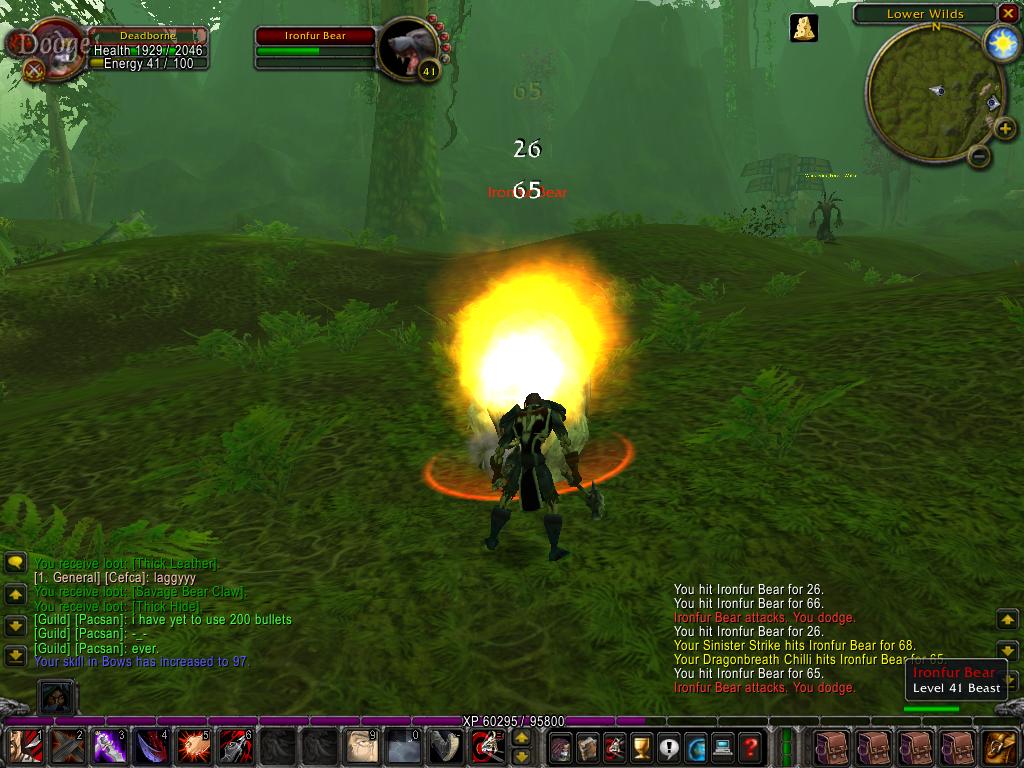 Lower Wilds
N
Deadborne
Dodge
Health 1929 / 2046
Energy 41 / 100
Ironfur Bear
41
65
26
65
Ironfur Bear
You receive loot: [Thick Leather].
[1. General] [Cefca]: laggyyy
You receive loot: [Savage Bear Claw].
You receive loot: [Thick Hide].
[Guild] [Pacsan]: i have yet to use 200 bullets
[Guild] [Pacsan]: -_-
[Guild] [Pacsan]: ever.
Your skill in Bows has increased to 97.
You hit Ironfur Bear for 26.
You hit Ironfur Bear for 66.
Ironfur Bear attacks. You dodge.
You hit Ironfur Bear for 26.
Your Sinister Strike hits Ironfur Bear for 68.
Your Dragonbreath Chilli hits Ironfur Bear for 65.
You hit Ironfur Bear for 65.
Ironfur Bear attacks. You dodge.
Ironfur Bear
Level 41 Beast
XP 60295 / 95800
2 3 4 5 6 9 0